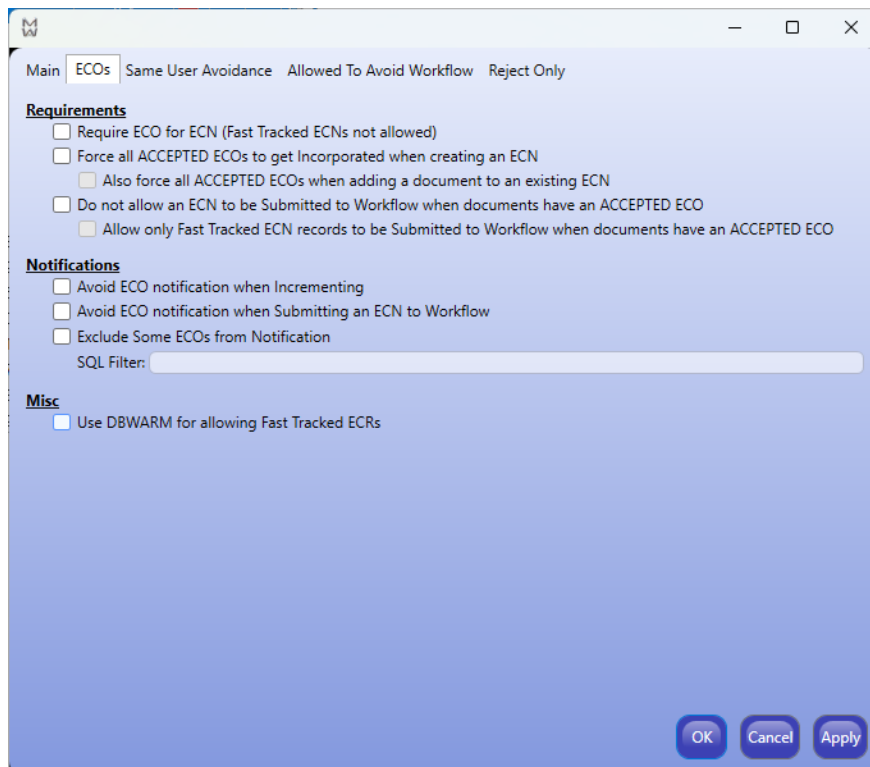 Main ECOs Same User Avoidance Allowed To Avoid Workflow Reject Only
Requirements
Require ECO for ECN (Fast Tracked ECNs not allowed)
Force all ACCEPTED ECOs to get Incorporated when creating an ECN
Also force all ACCEPTED ECOs when adding a document to an existing ECN
Do not allow an ECN to be Submitted to Workflow when documents have an ACCEPTED ECO
Allow only Fast Tracked ECN records to be Submitted to Workflow when documents have an ACCEPTED ECO
Notifications
Avoid ECO notification when Incrementing
Avoid ECO notification when Submitting an ECN to Workflow
Exclude Some ECOs from Notification
SQL Filter:
Misc
Use DBWARM for allowing Fast Tracked ECRs
OK Cancel Apply